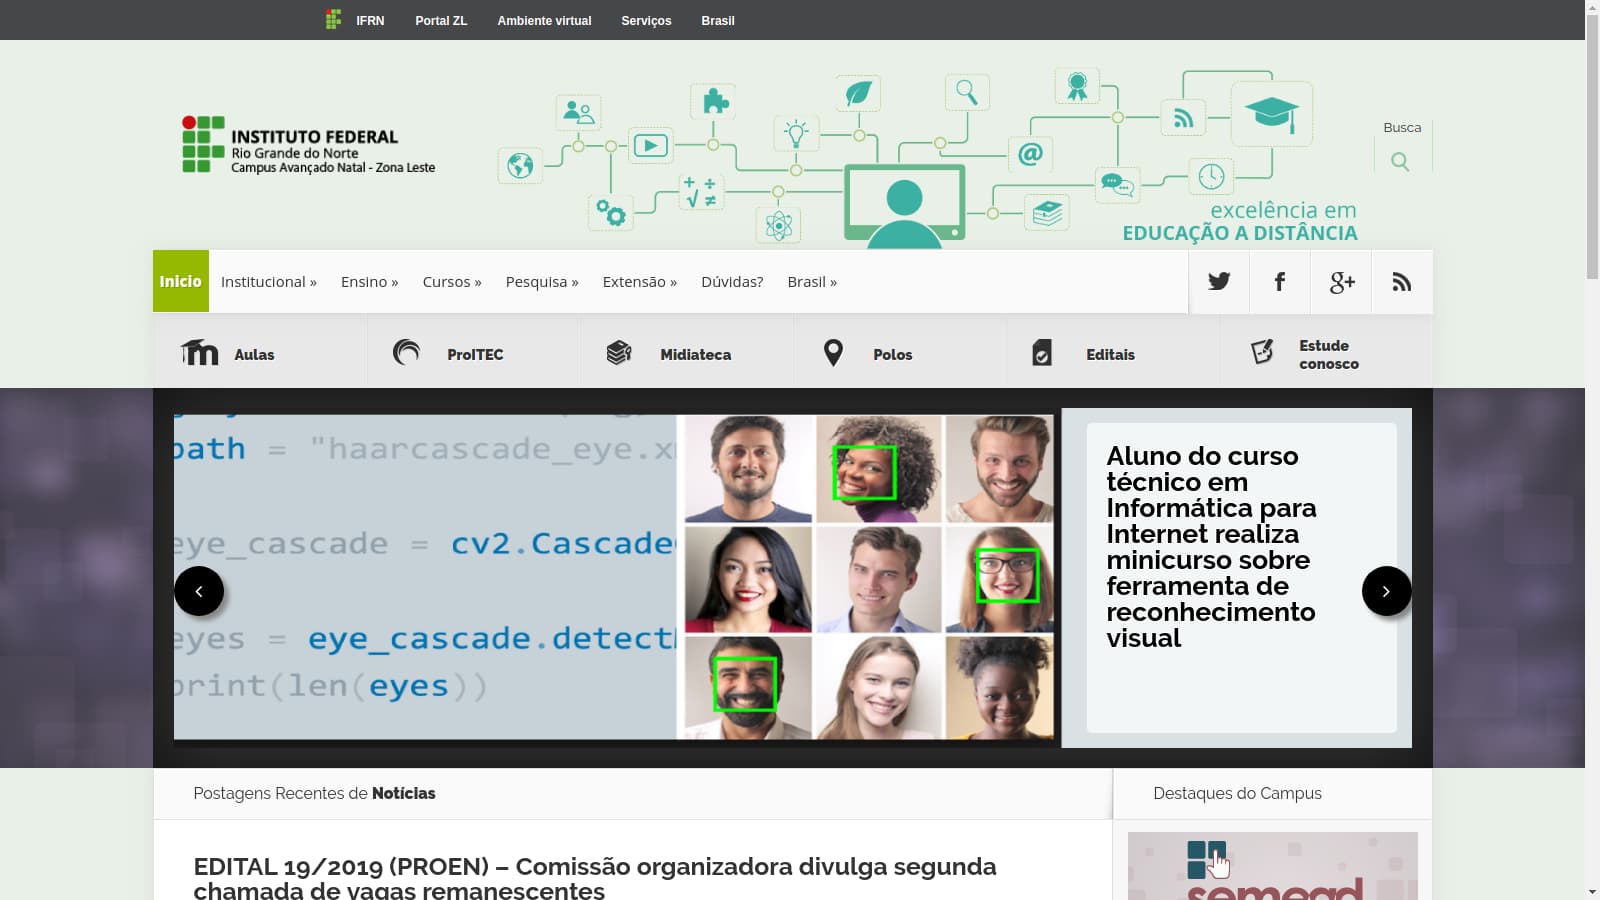 IFRN
Portal ZL
Ambiente virtual
Serviços
Brasil
INSTITUTO FEDERAL
Rio Grande do Norte
Campus Avançado Natal - Zona Leste
Busca
excelência em
EDUCAÇÃO A DISTÂNCIA
Inicio
Institucional »
Ensino »
Cursos »
Pesquisa »
Extensão »
Dúvidas?
Brasil »
Aulas
ProITEC
Midiateca
Polos
Editais
Estude
conosco
path = "haarcascade_eye.x
eye_cascade = cv2.Cascade
eyes = eye_cascade.detect
print(len(eyes))
Aluno do curso
técnico em
Informática para
Internet realiza
minicurso sobre
ferramenta de
reconhecimento
visual
Postagens Recentes de Notícias
Destaques do Campus
EDITAL 19/2019 (PROEN) – Comissão organizadora divulga segunda
chamada de vagas remanescentes
semead